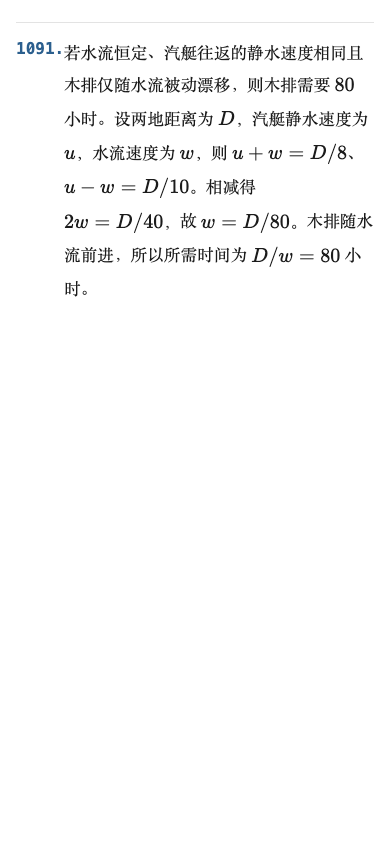 1091. 若水流恒定、汽艇往返的静水速度相同且
木排仅随水流被动漂移，则木排需要 80
小时。设两地距离为 D，汽艇静水速度为
u，水流速度为 w，则 u + w = D/8、
u − w = D/10。相减得
2w = D/40，故 w = D/80。木排随水
流前进，所以所需时间为 D/w = 80 小
时。